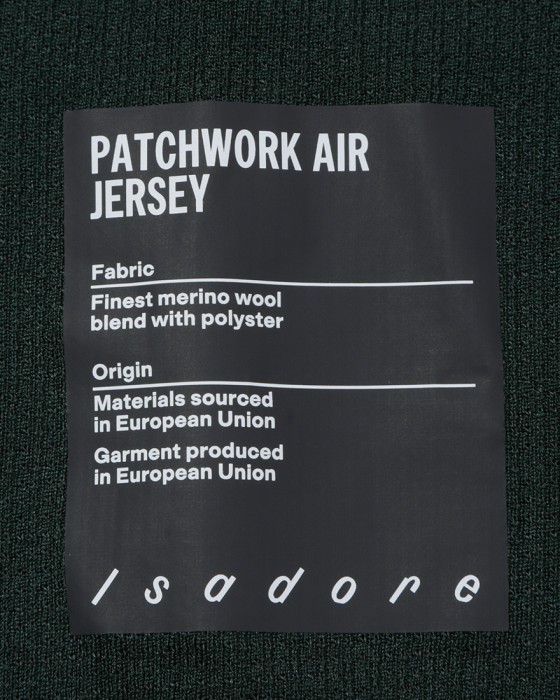 PATCHWORK AIR
JERSEY
Fabric
Finest merino wool
blend with polyster
Origin
Materials sourced
in European Union
Garment produced
in European Union
Isadore